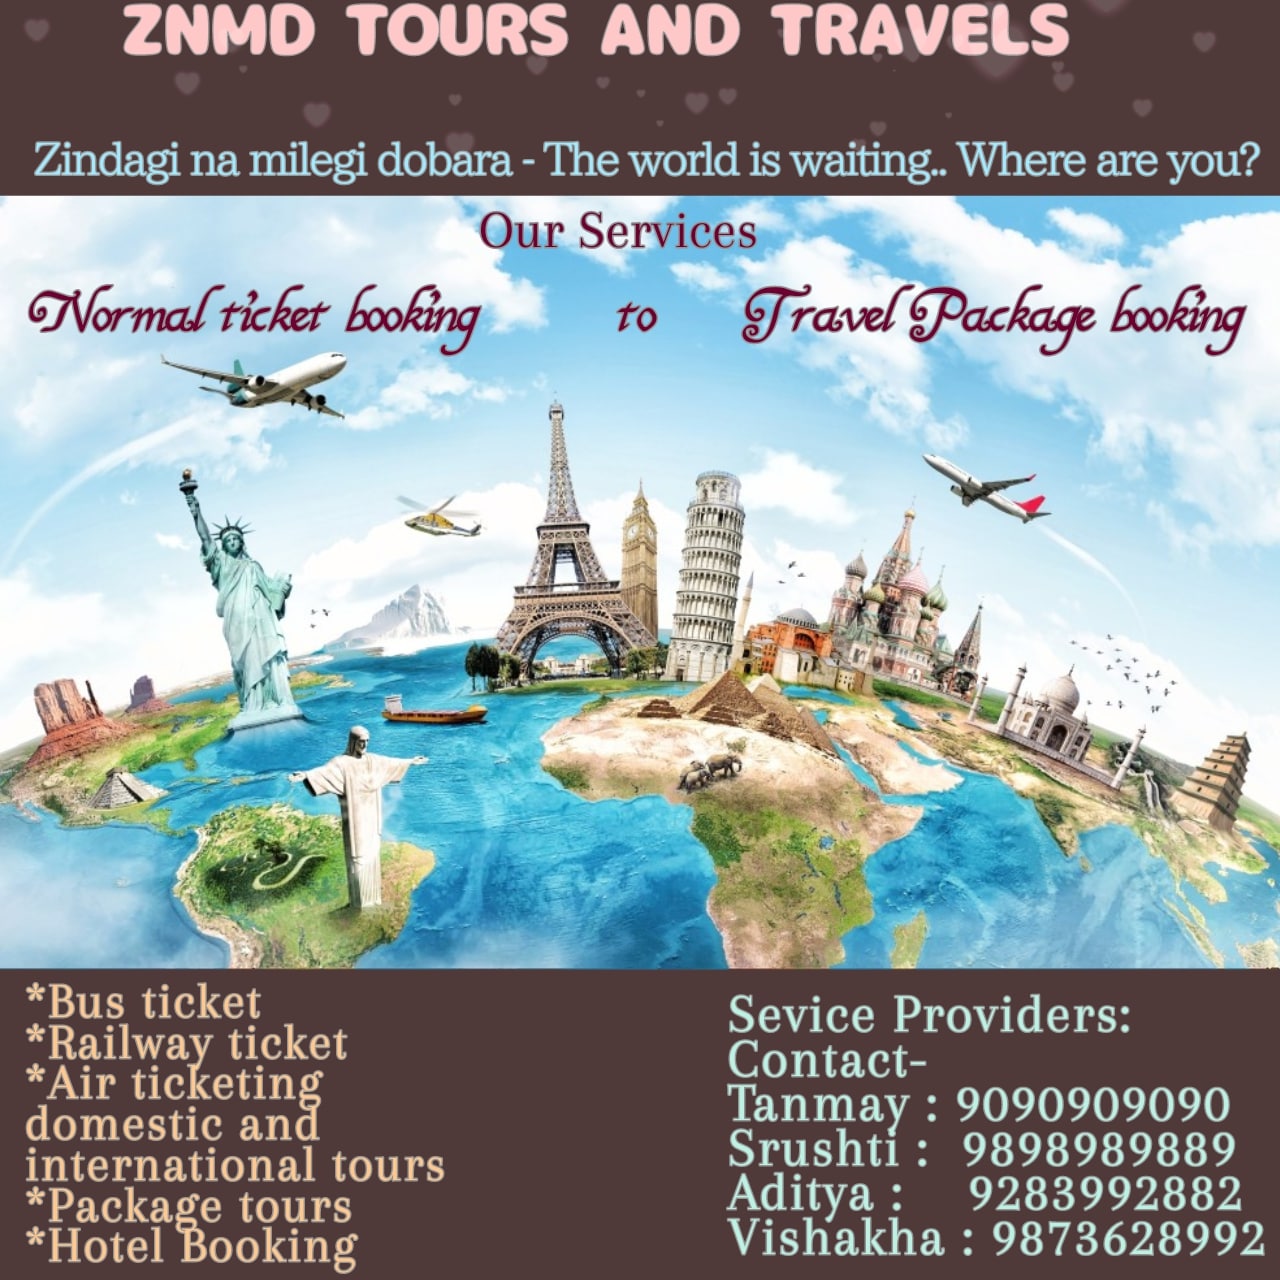 ZNMD TOURS AND TRAVELS
Zindagi na milegi dobara - The world is waiting.. Where are you?
Our Services
Normal ticket booking to Travel Package booking
*Bus ticket
*Railway ticket
*Air ticketing
domestic and
international tours
*Package tours
*Hotel Booking
Sevice Providers:
Contact-
Tanmay : 9090909090
Srushti : 9898989889
Aditya : 9283992882
Vishakha : 9873628992